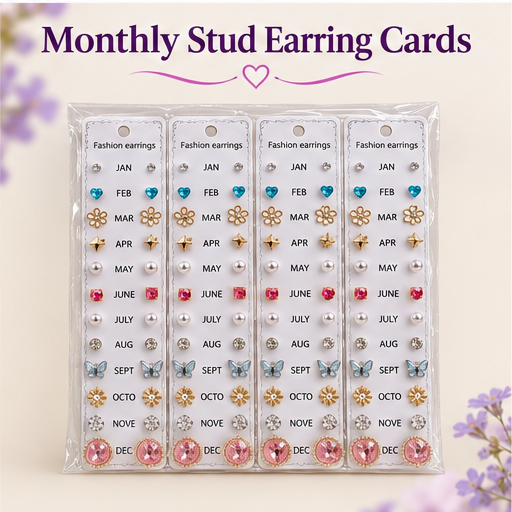 Monthly Stud Earring Cards
Fashion earrings Fashion earrings Fashion earrings Fashion earrings
JAN JAN JAN JAN
FEB FEB FEB FEB
MAR MAR MAR MAR
APR APR APR APR
MAY MAY MAY MAY
JUNE JUNE JUNE JUNE
JULY JULY JULY JULY
AUG AUG AUG AUG
SEPT SEPT SEPT SEPT
OCTO OCTO OCTO OCTO
NOVE NOVE NOVE NOVE
DEC DEC DEC DEC